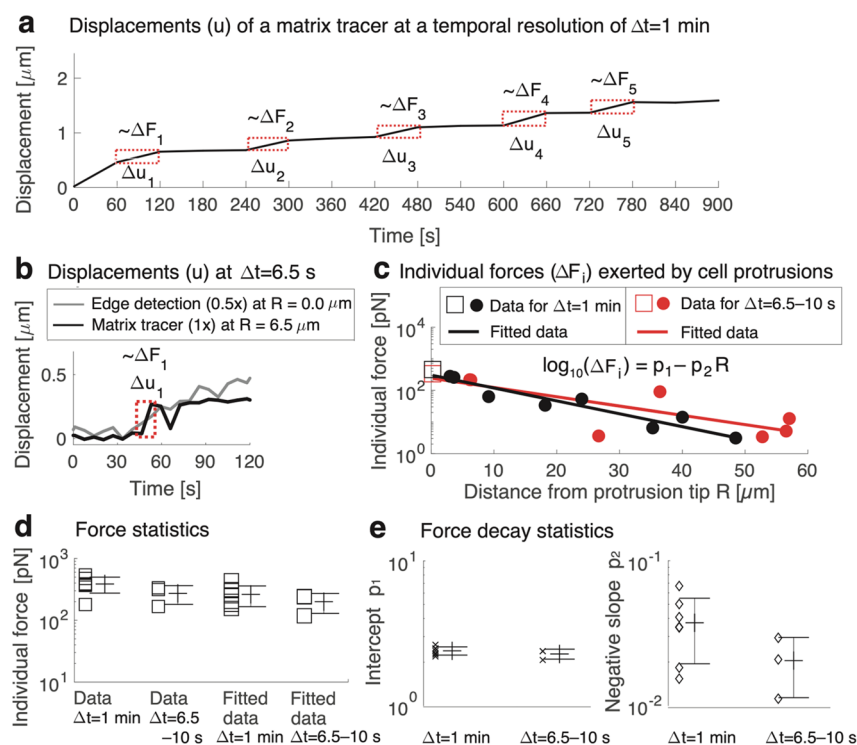 a Displacements (u) of a matrix tracer at a temporal resolution of Δt=1 min
Displacement [μm]
2
1
0
~ΔF1 ~ΔF2 ~ΔF3 ~ΔF4 ~ΔF5
Δu1 Δu2 Δu3 Δu4 Δu5
0 60 120 180 240 300 360 420 480 540 600 660 720 780 840 900
Time [s]
b Displacements (u) at Δt=6.5 s
Edge detection (0.5x) at R = 0.0 μm
Matrix tracer (1x) at R = 6.5 μm
Displacement [μm]
~ΔF1
Δu1
0.5
0
0 30 60 90 120
Time [s]
c Individual forces (ΔFi) exerted by cell protrusions
Data for Δt=1 min
Fitted data
Data for Δt=6.5–10 s
Fitted data
Individual force [pN]
10^4
10^2
10^0
log10(ΔFi) = p1 – p2R
0 10 20 30 40 50 60
Distance from protrusion tip R [μm]
d Force statistics
Individual force [pN]
10^3
10^2
10^1
Data
Δt=1 min
Data
Δt=6.5
–10 s
Fitted
data
Δt=1 min
Fitted
data
Δt=6.5–10 s
e Force decay statistics
Intercept p1
10^1
10^0
Δt=1 min Δt=6.5–10 s
Negative slope p2
10^-1
10^-2
Δt=1 min Δt=6.5–10 s